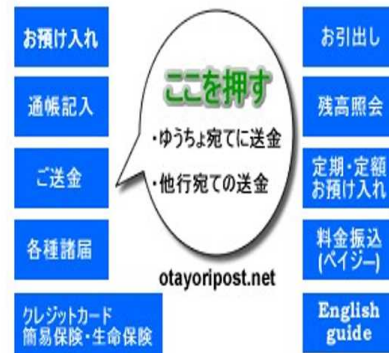 お預け入れ
通帳記入
ご送金
各種諸届
クレジットカード
簡易保険・生命保険
ここを押す
・ゆうちょ宛てに送金
・他行宛ての送金
otayoripost.net
お引出し
残高照会
定期・定額
お預け入れ
料金振込
(ペイジー)
English
guide